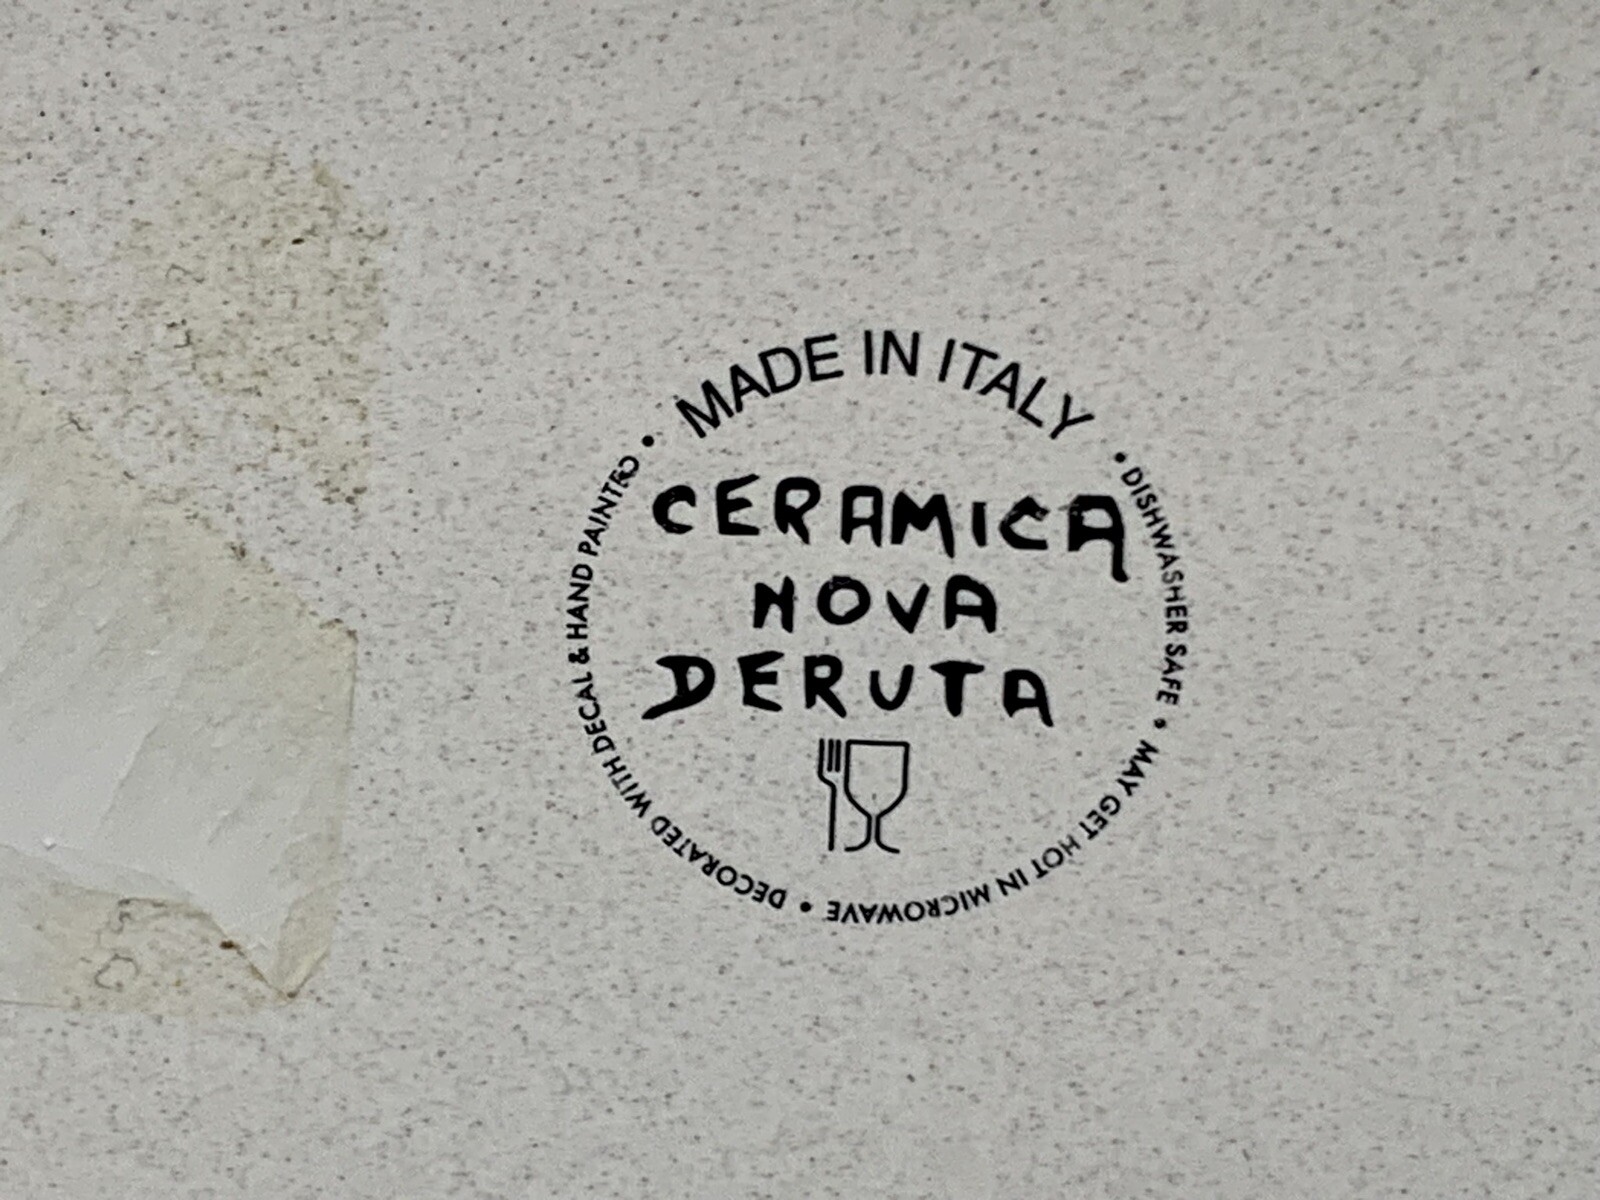 • MADE IN ITALY •
DISHWASHER SAFE • MAY GET HOT IN MICROWAVE • DECORATED WITH DECAL & HAND PAINTED
CERAMICA
NOVA
DERUTA